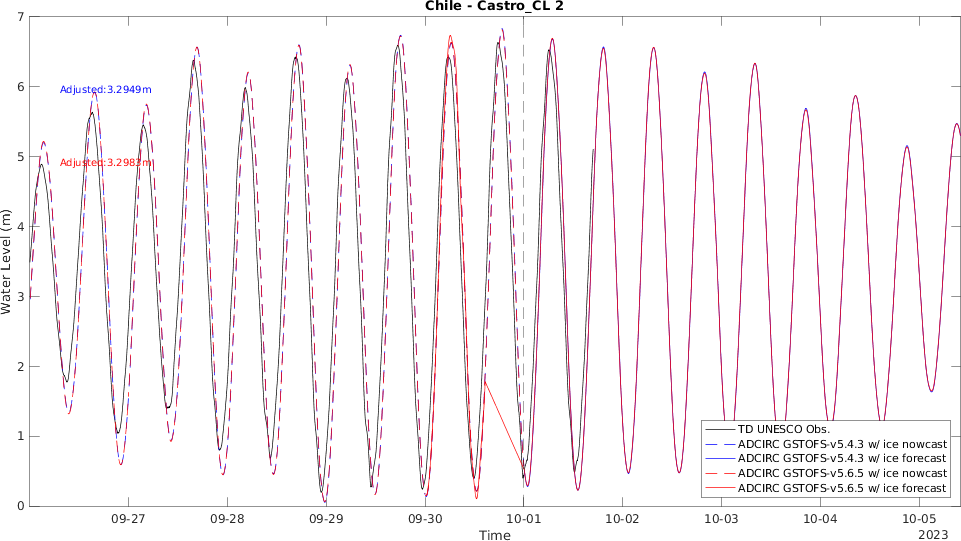 Chile - Castro_CL 2
7
6
5
4
3
2
1
0
Water Level (m)
Adjusted:3.2949m
Adjusted:3.2983m
TD UNESCO Obs.
ADCIRC GSTOFS-v5.4.3 w/ ice nowcast
ADCIRC GSTOFS-v5.4.3 w/ ice forecast
ADCIRC GSTOFS-v5.6.5 w/ ice nowcast
ADCIRC GSTOFS-v5.6.5 w/ ice forecast
09-27 09-28 09-29 09-30 10-01 10-02 10-03 10-04 10-05
Time
2023